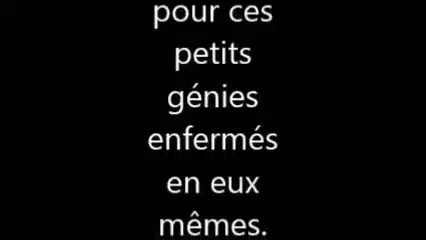 pour ces
petits
génies
enfermés
en eux
mêmes.